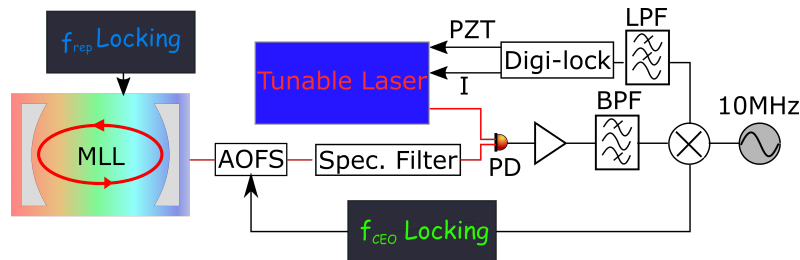 f_rep Locking
LPF
PZT
Digi-lock
Tunable Laser
I
BPF
10MHz
MLL
AOFS
Spec. Filter
PD
f_CEO Locking